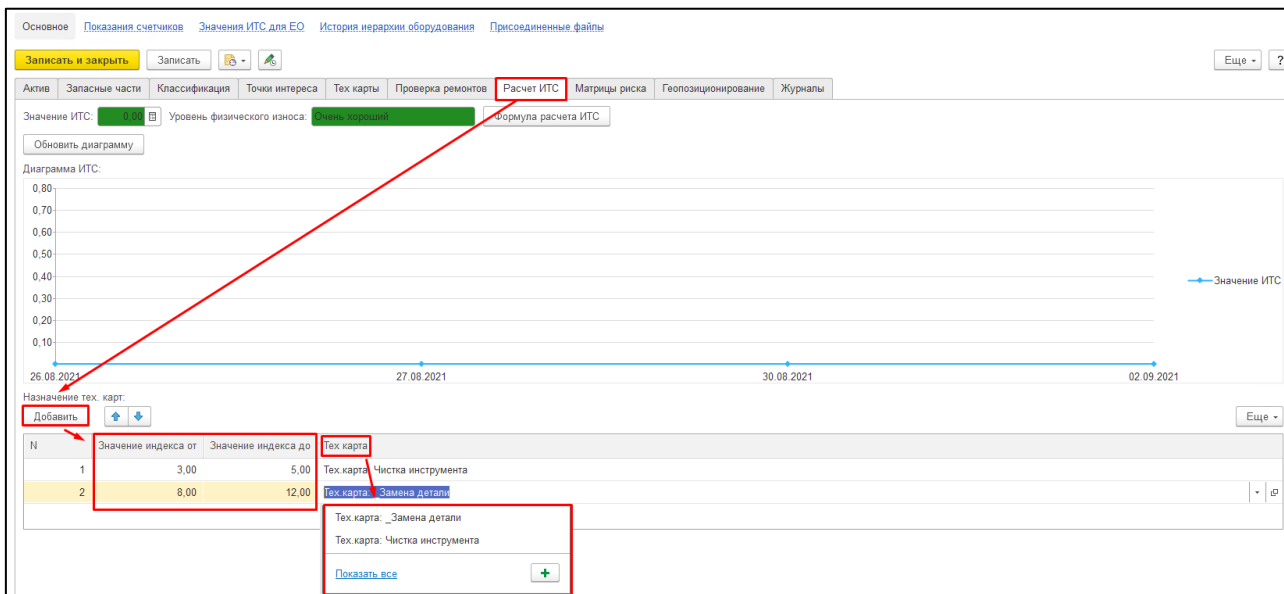 Основное Показания счетчиков Значения ИТС для ЕО История иерархии оборудования Присоединенные файлы
Записать и закрыть Записать Еще ?
Актив Запасные части Классификация Точки интереса Тех карты Проверка ремонтов Расчет ИТС Матрицы риска Геопозиционирование Журналы
Значение ИТС: 0,00 Уровень физического износа: Очень хороший Формула расчета ИТС
Обновить диаграмму
Диаграмма ИТС:
0,80
0,70
0,60
0,50
0,40
Значение ИТС
0,30
0,20
0,10
26.08.2021 27.08.2021 30.08.2021 02.09.2021
Назначение тех. карт:
Добавить Еще
N Значение индекса от Значение индекса до Тех карта
1 3,00 5,00 Тех.карта: Чистка инструмента
2 8,00 12,00 Тех.карта: _Замена детали
Тех.карта: _Замена детали
Тех.карта: Чистка инструмента
Показать все